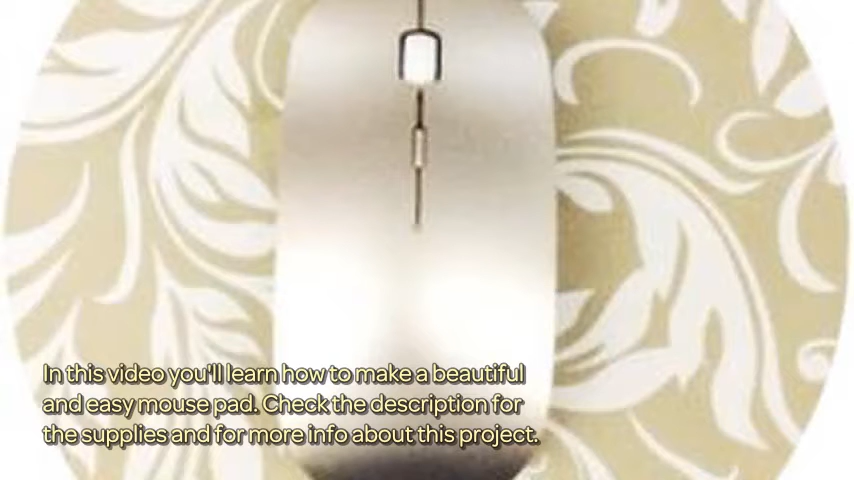 In this video you'll learn how to make a beautiful
and easy mouse pad. Check the description for
the supplies and for more info about this project.